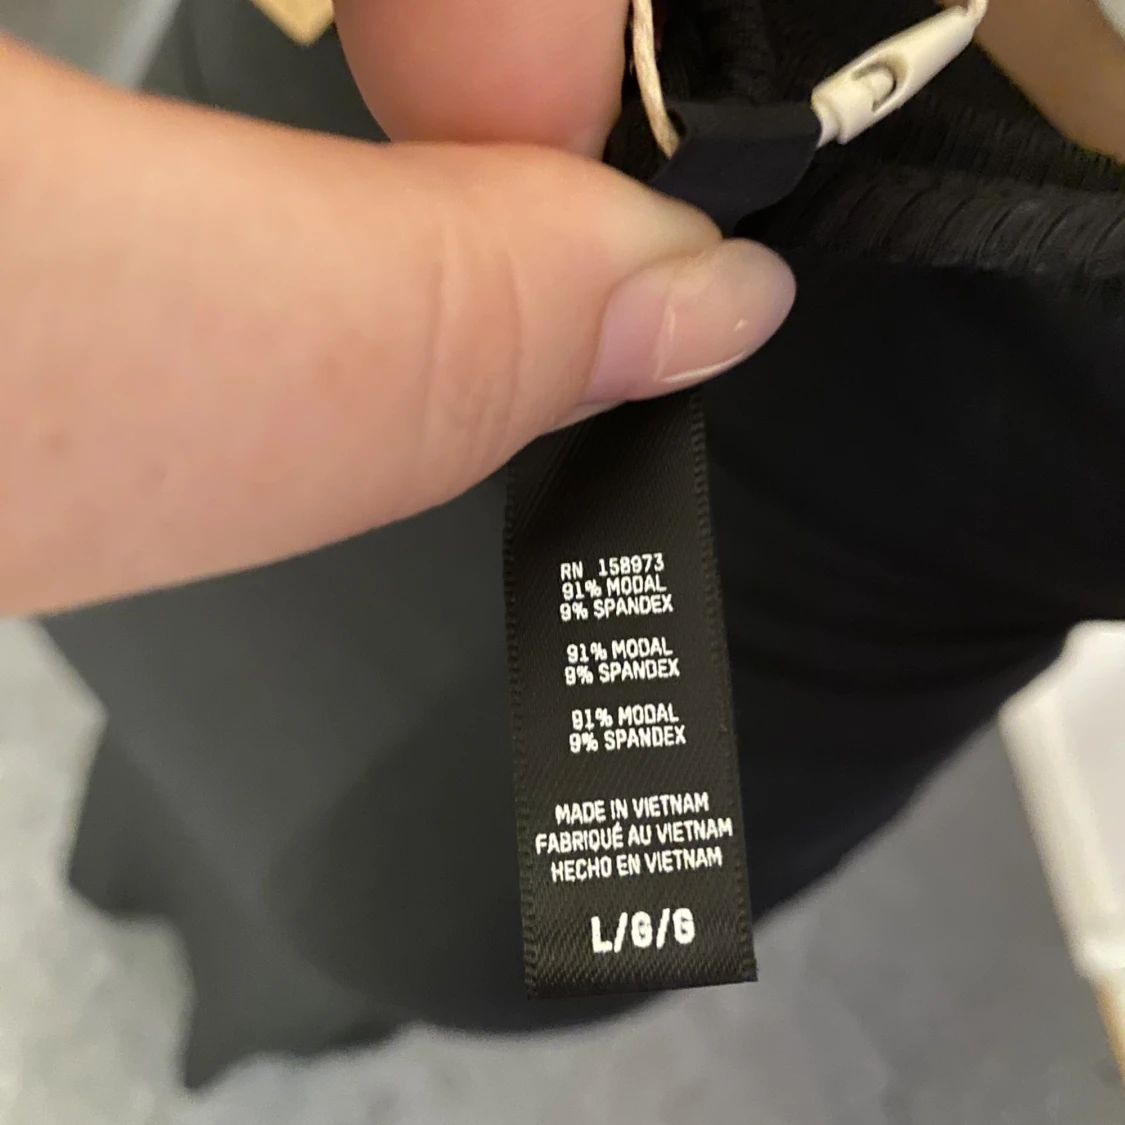 RN 158973
91% MODAL
9% SPANDEX
91% MODAL
9% SPANDEX
91% MODAL
9% SPANDEX
MADE IN VIETNAM
FABRIQUÉ AU VIETNAM
HECHO EN VIETNAM
L/G/G